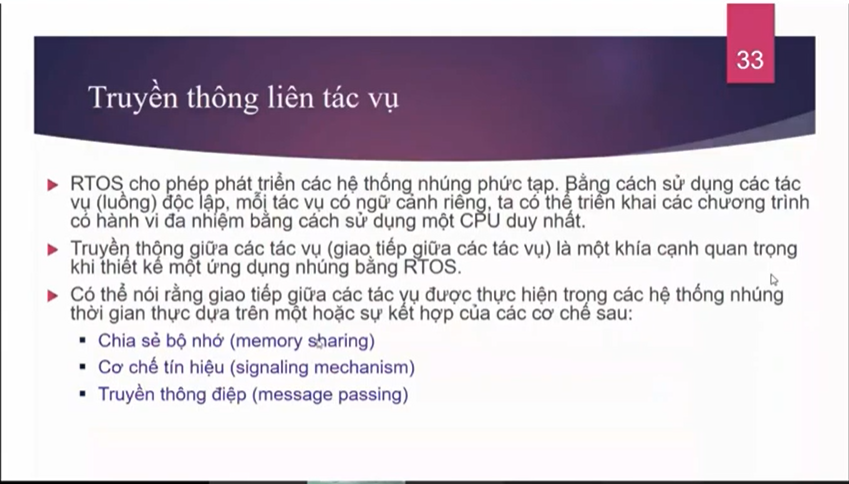 33
Truyền thông liên tác vụ
RTOS cho phép phát triển các hệ thống nhúng phức tạp. Bằng cách sử dụng các tác
vụ (luồng) độc lập, mỗi tác vụ có ngữ cảnh riêng, ta có thể triển khai các chương trình
có hành vi đa nhiệm bằng cách sử dụng một CPU duy nhất.
Truyền thông giữa các tác vụ (giao tiếp giữa các tác vụ) là một khía cạnh quan trọng
khi thiết kế một ứng dụng nhúng bằng RTOS.
Có thể nói rằng giao tiếp giữa các tác vụ được thực hiện trong các hệ thống nhúng
thời gian thực dựa trên một hoặc sự kết hợp của các cơ chế sau:
Chia sẻ bộ nhớ (memory sharing)
Cơ chế tín hiệu (signaling mechanism)
Truyền thông điệp (message passing)